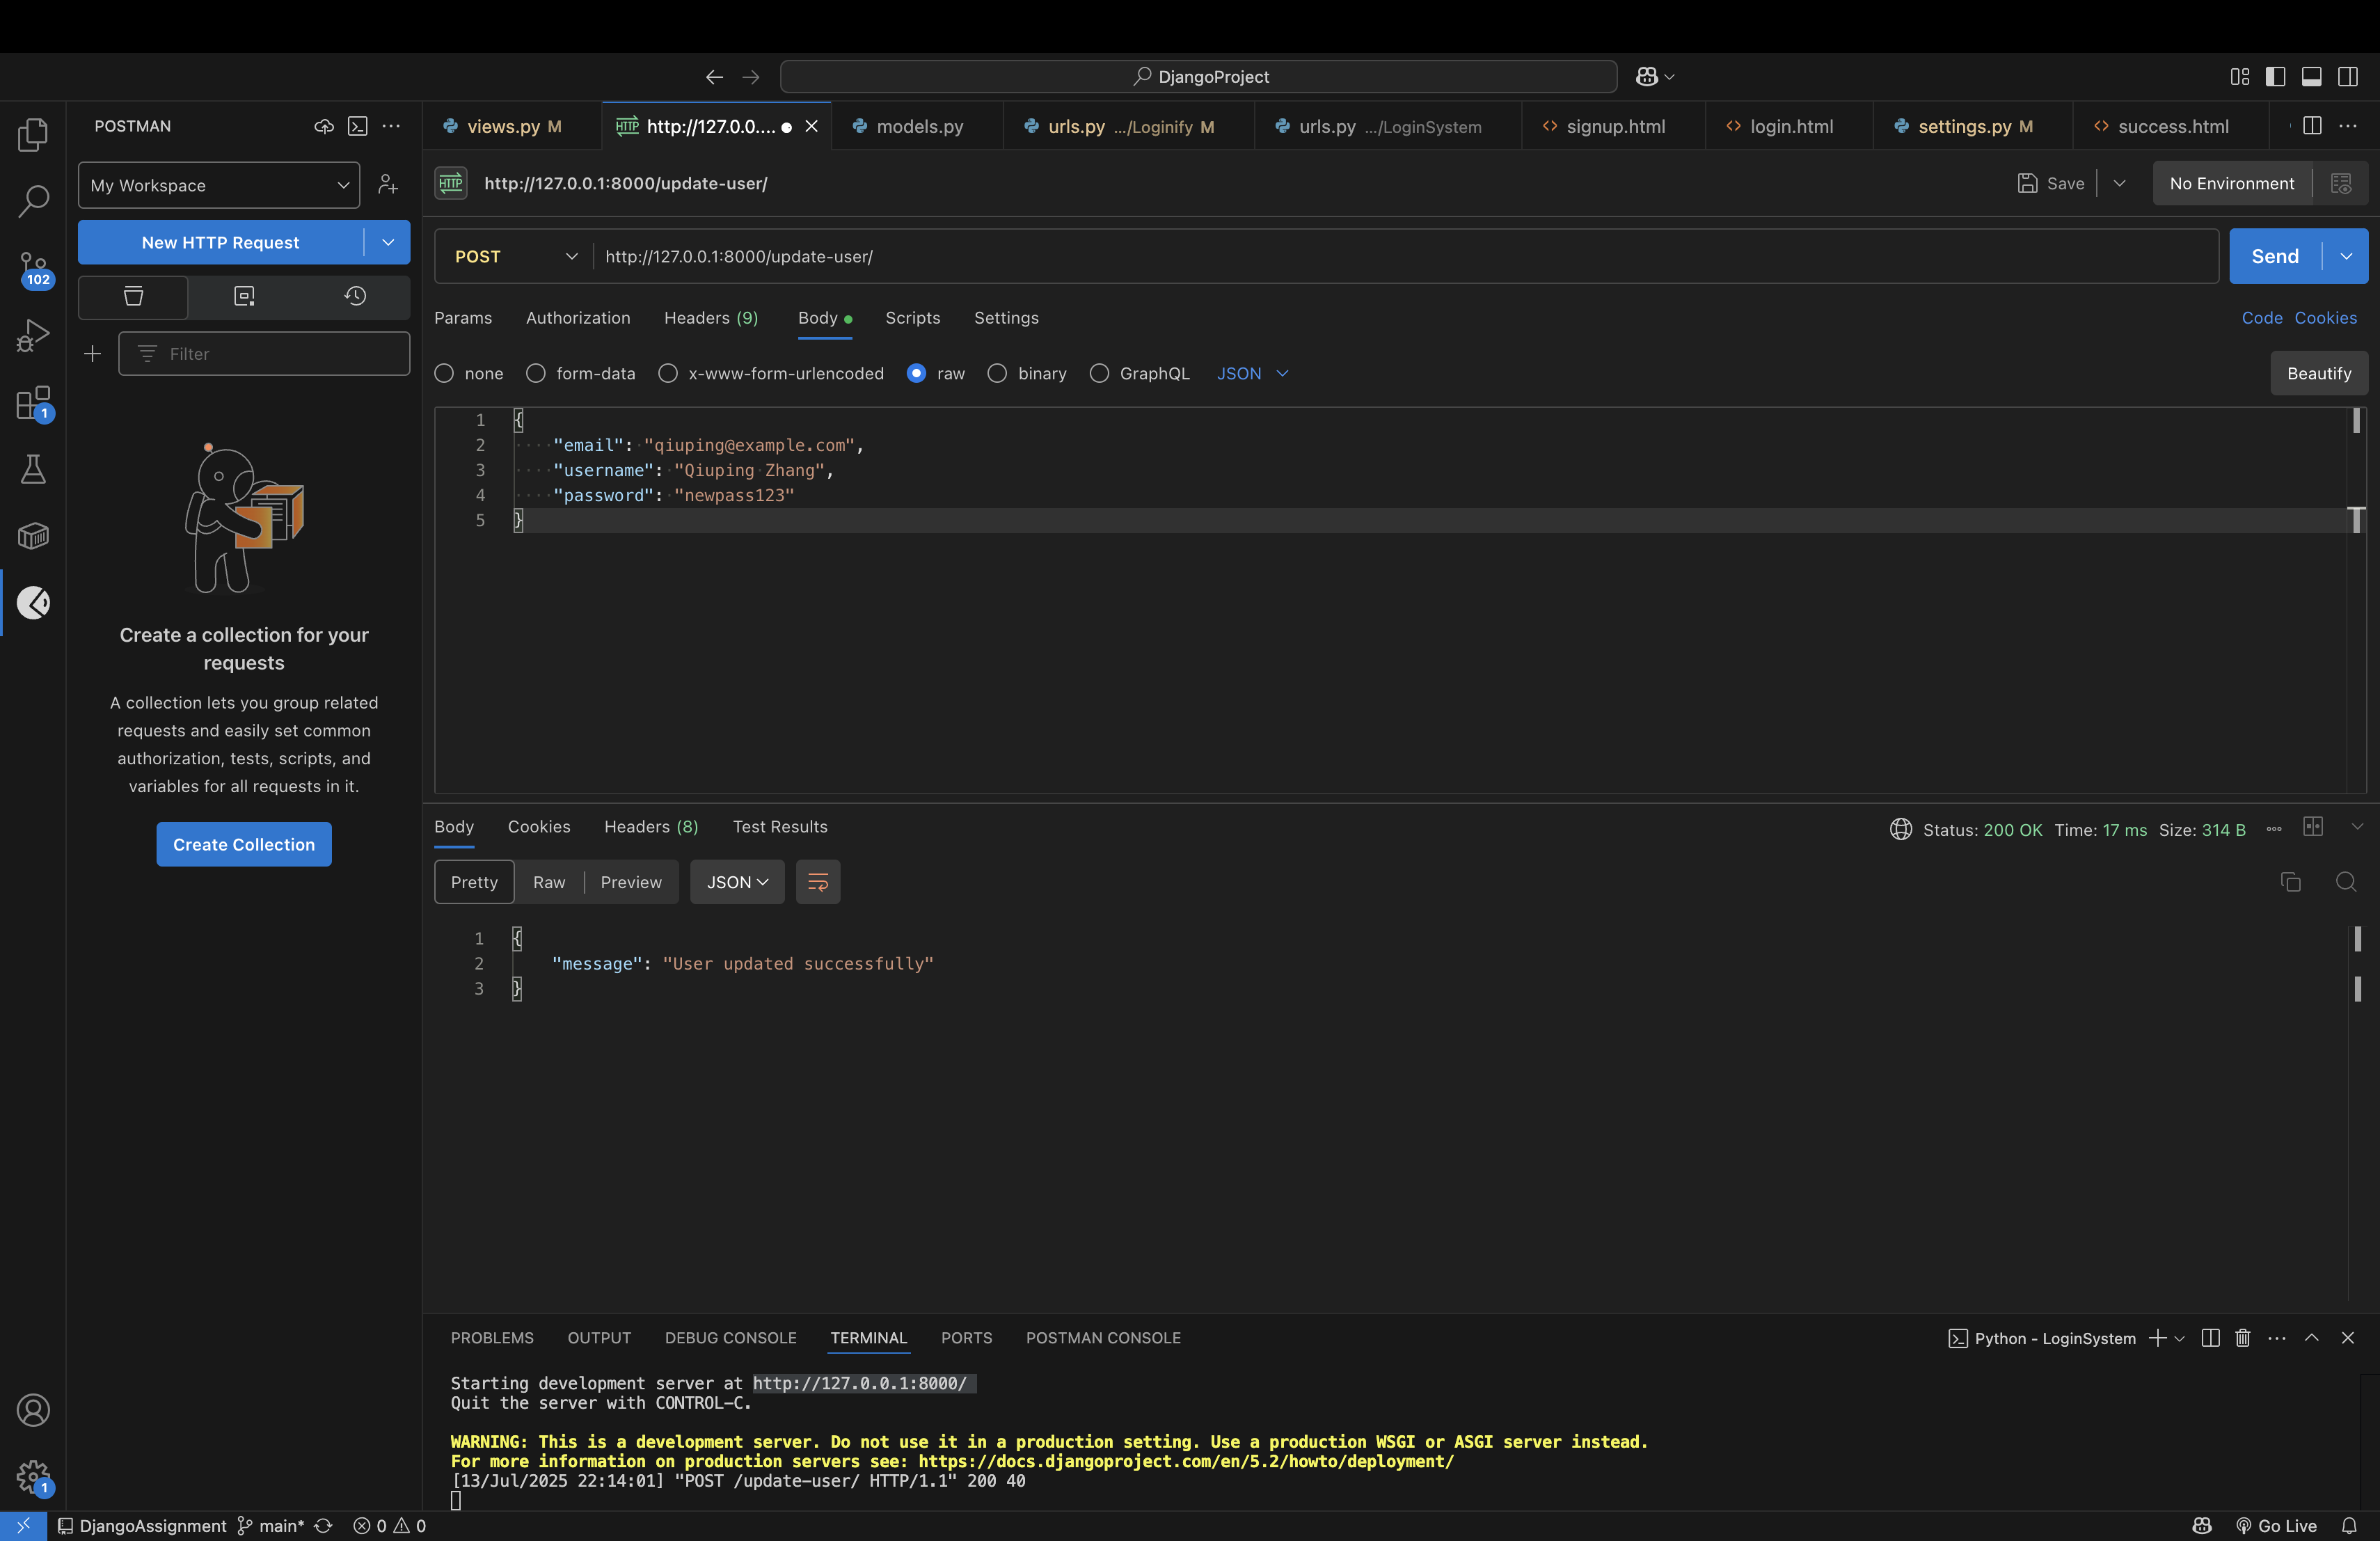 DjangoProject
POSTMAN
views.py M
HTTP http://127.0.0....
models.py
urls.py .../Loginify M
urls.py .../LoginSystem
signup.html
login.html
settings.py M
success.html
My Workspace
HTTP http://127.0.0.1:8000/update-user/
Save
No Environment
New HTTP Request
POST http://127.0.0.1:8000/update-user/
Send
102
Filter
Params Authorization Headers (9) Body Scripts Settings
Code Cookies
none form-data x-www-form-urlencoded raw binary GraphQL JSON
Beautify
1
1 {
2 "email": "qiuping@example.com",
3 "username": "Qiuping Zhang",
4 "password": "newpass123"
5 }
Create a collection for your
requests
A collection lets you group related
requests and easily set common
authorization, tests, scripts, and
variables for all requests in it.
Create Collection
Body Cookies Headers (8) Test Results
Status: 200 OK Time: 17 ms Size: 314 B
Pretty Raw Preview JSON
1 {
2 "message": "User updated successfully"
3 }
PROBLEMS OUTPUT DEBUG CONSOLE TERMINAL PORTS POSTMAN CONSOLE
Python - LoginSystem
Starting development server at http://127.0.0.1:8000/
Quit the server with CONTROL-C.
WARNING: This is a development server. Do not use it in a production setting. Use a production WSGI or ASGI server instead.
For more information on production servers see: https://docs.djangoproject.com/en/5.2/howto/deployment/
[13/Jul/2025 22:14:01] "POST /update-user/ HTTP/1.1" 200 40
1
DjangoAssignment main* 0 0
Go Live